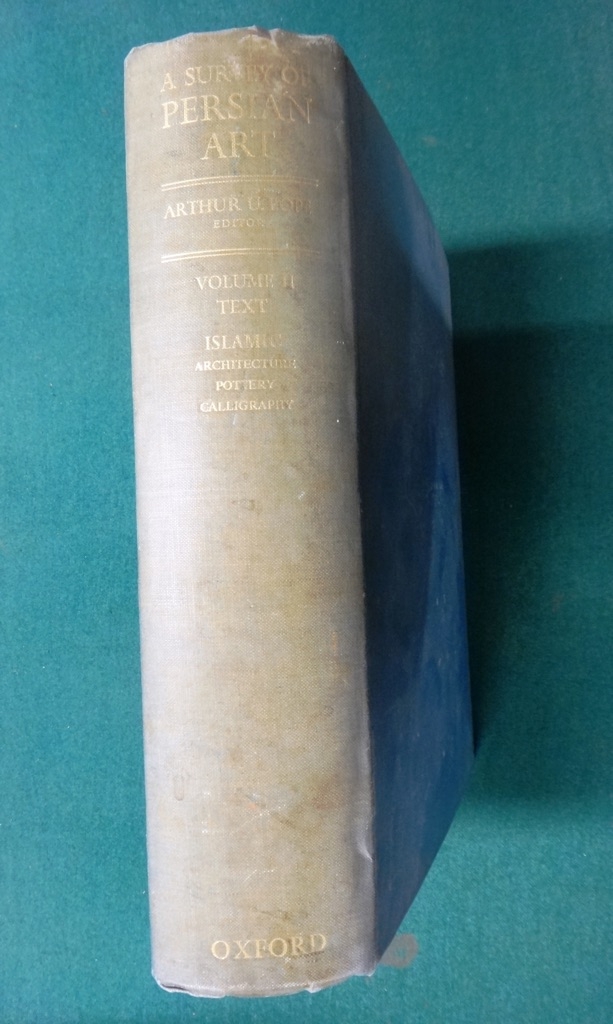 A SURVEY OF
PERSIAN
ART
ARTHUR U. POPE
EDITOR
VOLUME II
TEXT
ISLAMIC
ARCHITECTURE
POTTERY
CALLIGRAPHY
OXFORD